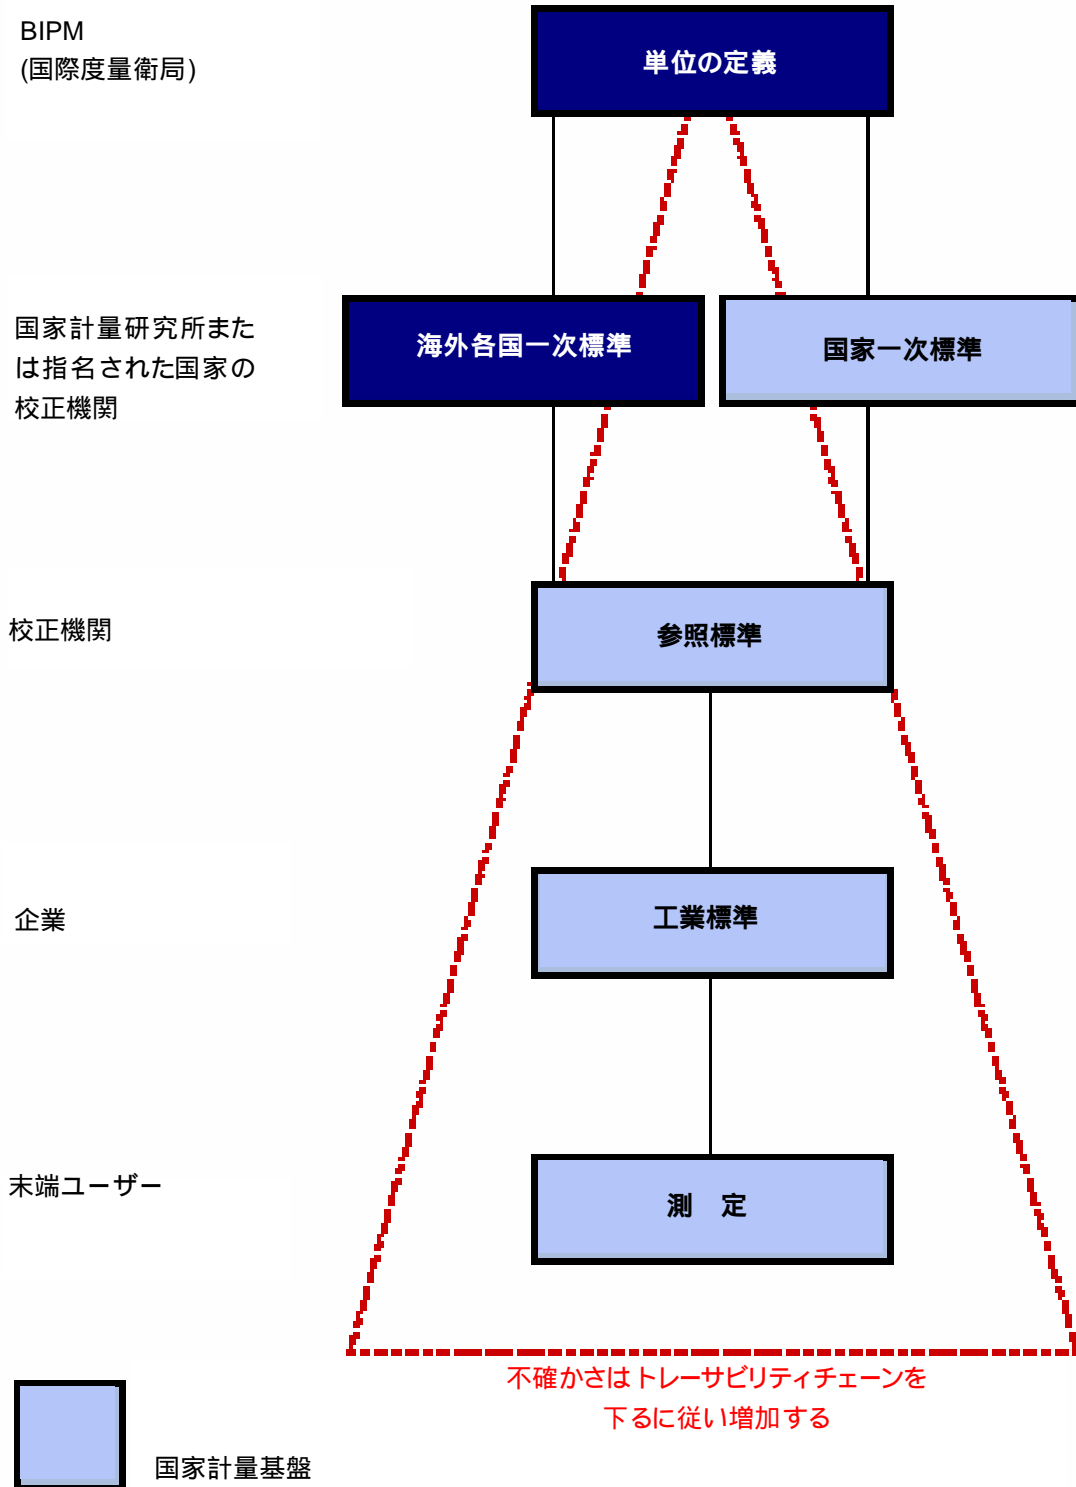 BIPM
(国際度量衡局)
単位の定義
国家計量研究所また
は指名された国家の
校正機関
海外各国一次標準
国家一次標準
校正機関
参照標準
企業
工業標準
末端ユーザー
測　定
不確かさはトレーサビリティチェーンを
下るに従い増加する
国家計量基盤